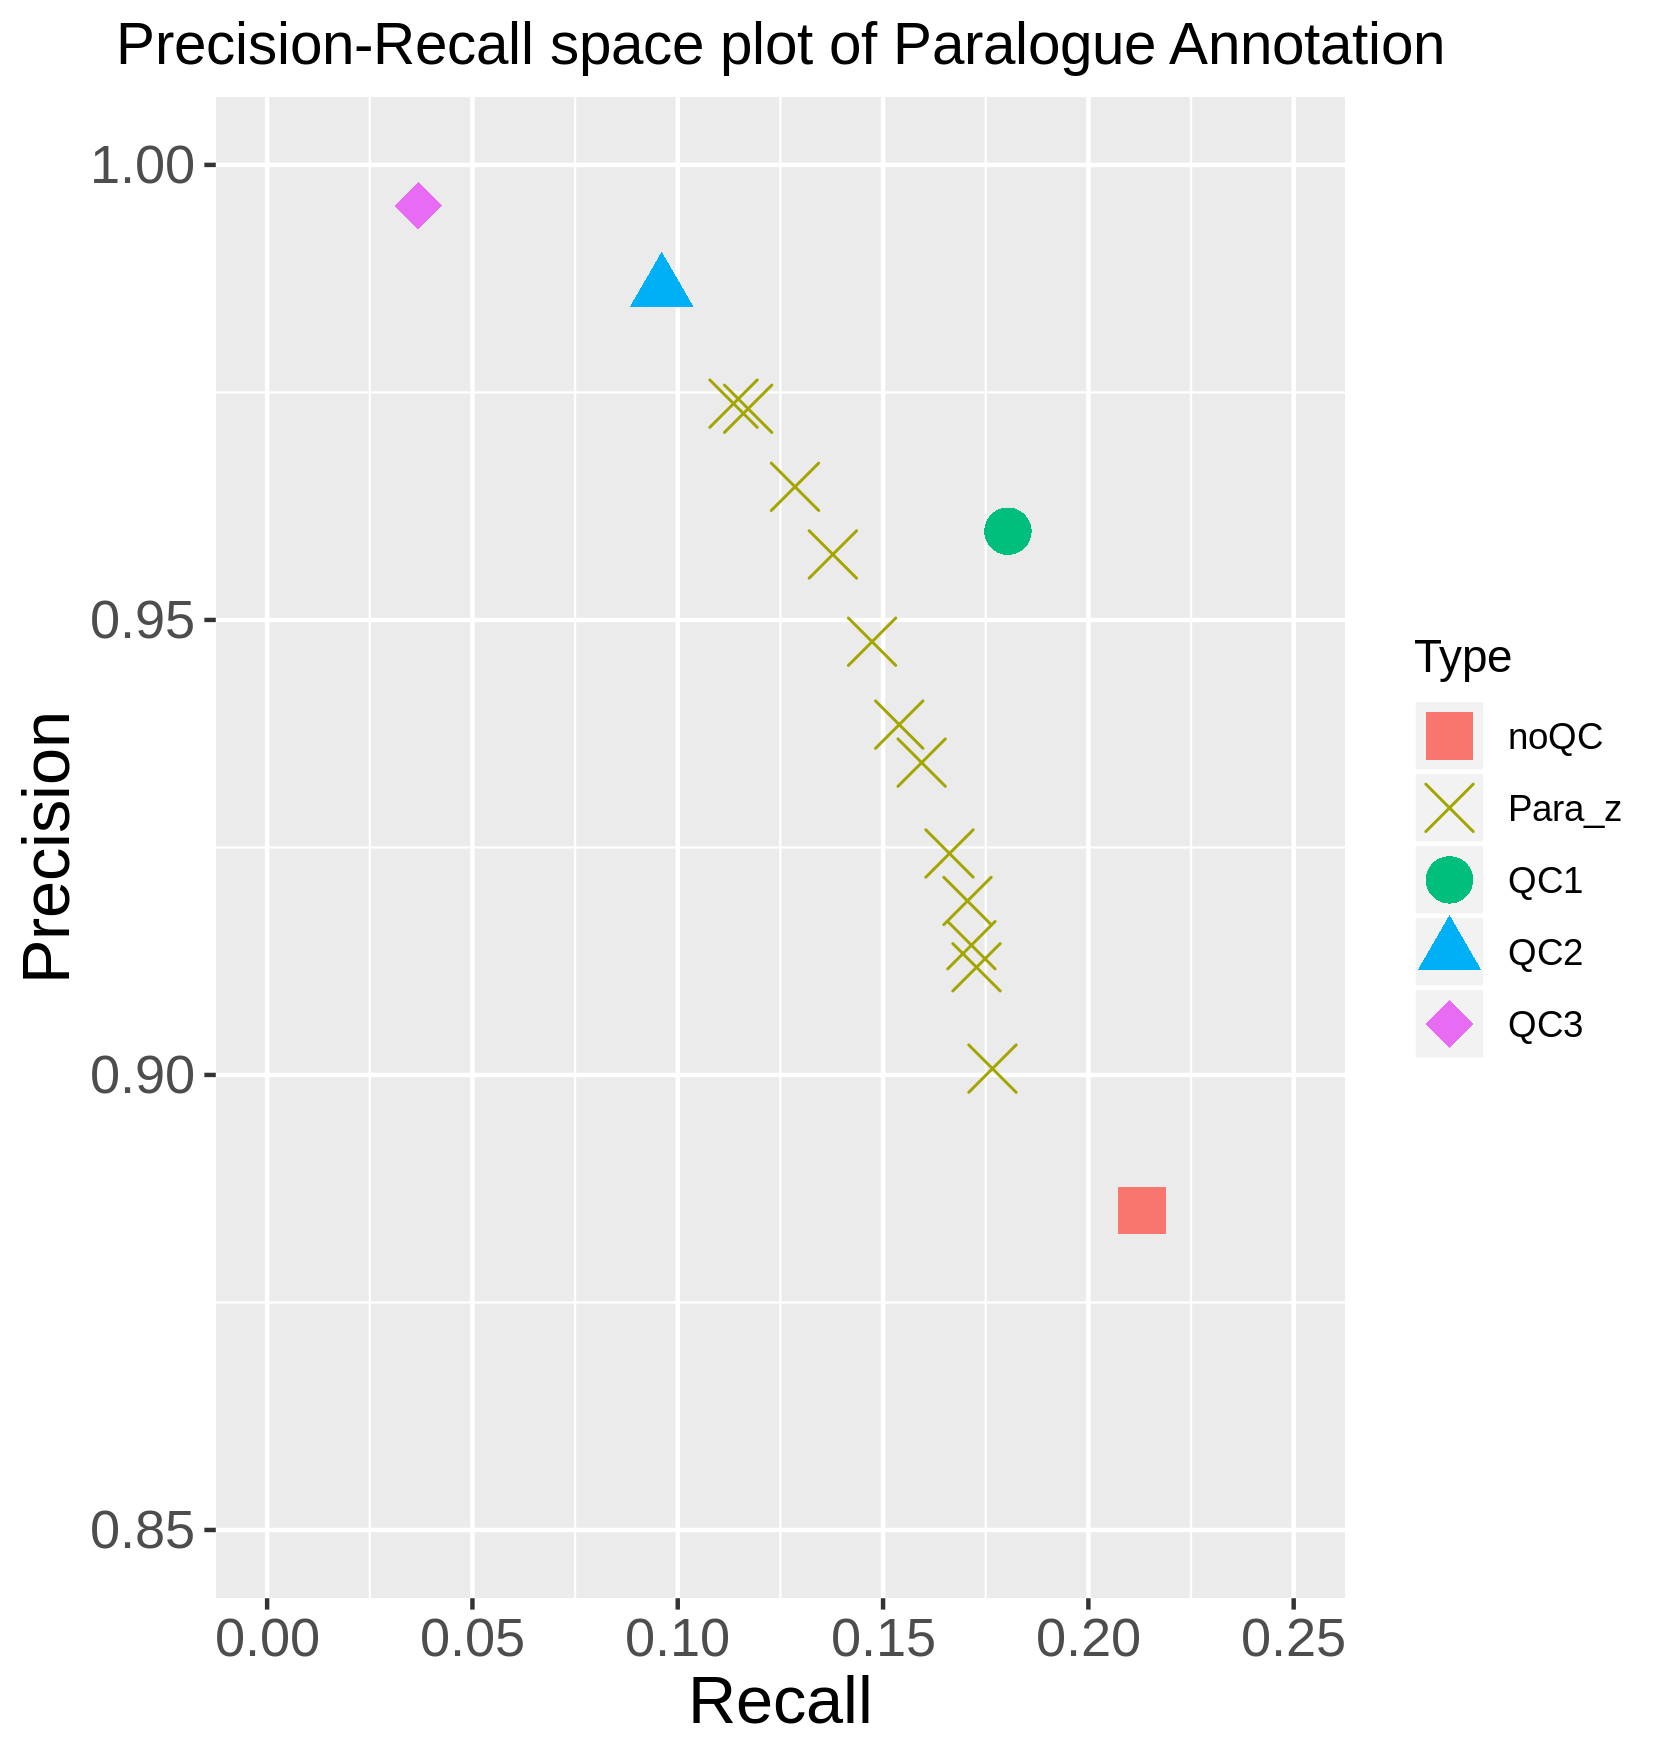 Precision-Recall space plot of Paralogue Annotation
1.00
0.95
0.90
0.85
Precision
0.00
0.05
0.10
0.15
0.20
0.25
Recall
Type
noQC
Para_z
QC1
QC2
QC3